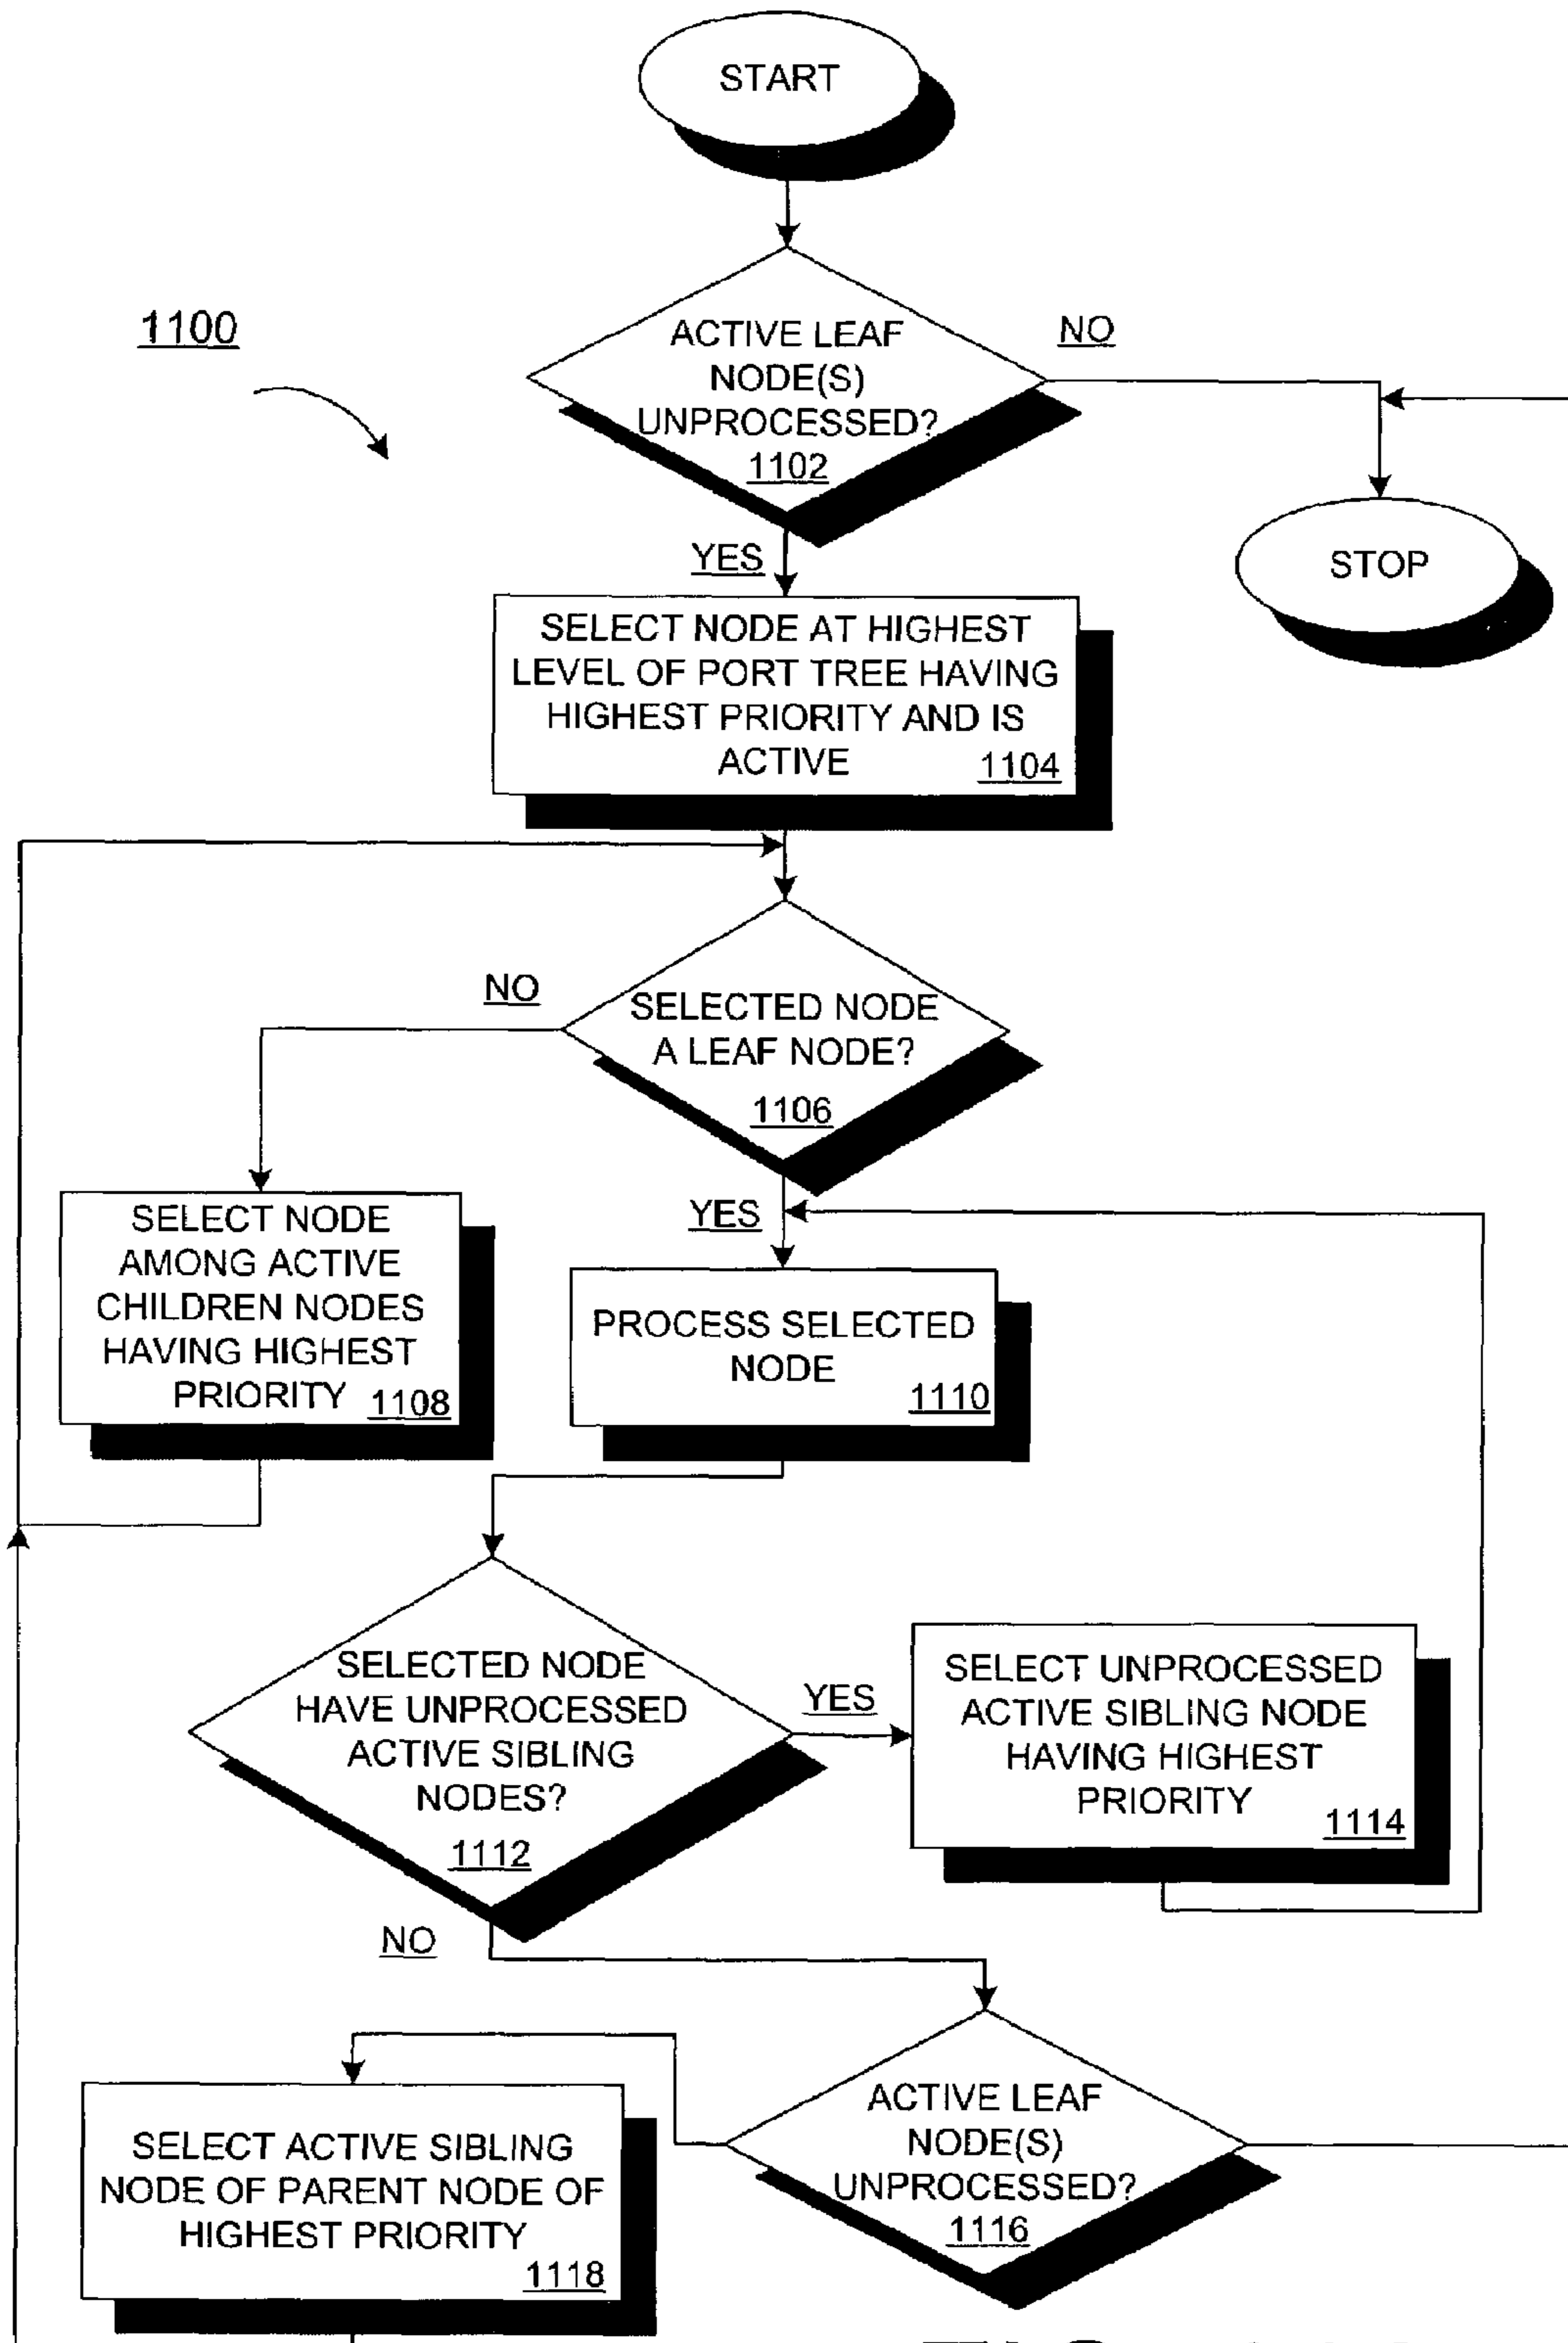 START
1100
ACTIVE LEAF
NODE(S)
UNPROCESSED?
1102
NO
YES
STOP
SELECT NODE AT HIGHEST
LEVEL OF PORT TREE HAVING
HIGHEST PRIORITY AND IS
ACTIVE 1104
NO
SELECTED NODE
A LEAF NODE?
1106
YES
SELECT NODE
AMONG ACTIVE
CHILDREN NODES
HAVING HIGHEST
PRIORITY 1108
PROCESS SELECTED
NODE
1110
SELECTED NODE
HAVE UNPROCESSED
ACTIVE SIBLING
NODES?
1112
YES
SELECT UNPROCESSED
ACTIVE SIBLING NODE
HAVING HIGHEST
PRIORITY
1114
NO
ACTIVE LEAF
NODE(S)
UNPROCESSED?
1116
SELECT ACTIVE SIBLING
NODE OF PARENT NODE OF
HIGHEST PRIORITY
1118